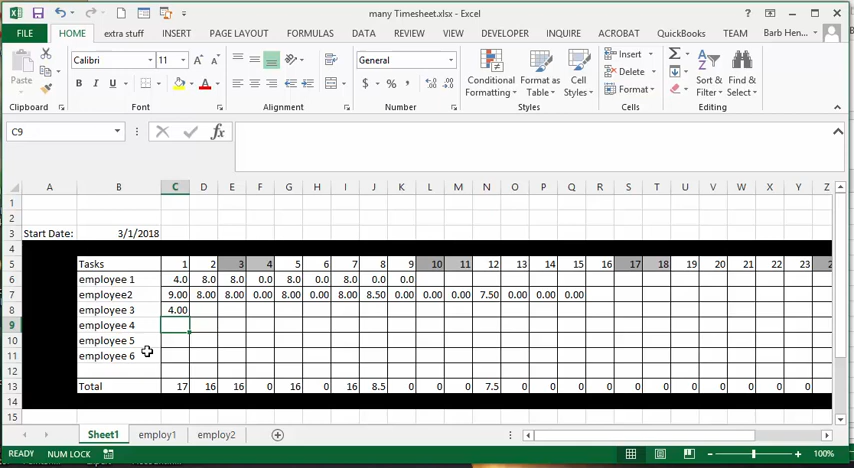 many Timesheet.xlsx - Excel
FILE HOME extra stuff INSERT PAGE LAYOUT FORMULAS DATA REVIEW VIEW DEVELOPER INQUIRE ACROBAT QuickBooks TEAM Barb Hen...
Paste Calibri 11 A A General Conditional Formatting Format as Table Cell Styles Insert Delete Format Sort & Filter Find & Select
B I U $ % ,
Clipboard Font Alignment Number Styles Cells Editing
C9 fx
A B C D E F G H I J K L M N O P Q R S T U V W X Y Z
1
2
3 Start Date: 3/1/2018
4
5 Tasks 1 2 3 4 5 6 7 8 9 10 11 12 13 14 15 16 17 18 19 20 21 22 23 2
6 employee 1 4.0 8.0 8.0 0.0 8.0 0.0 8.0 0.0 0.0
7 employee2 9.00 8.00 8.00 0.00 8.00 0.00 8.00 8.50 0.00 0.00 0.00 7.50 0.00 0.00 0.00
8 employee 3 4.00
9 employee 4
10 employee 5
11 employee 6
12
13 Total 17 16 16 0 16 0 16 8.5 0 0 0 7.5 0 0 0 0 0 0 0 0 0 0 0
14
15
Sheet1 employ1 employ2
READY NUM LOCK 100%